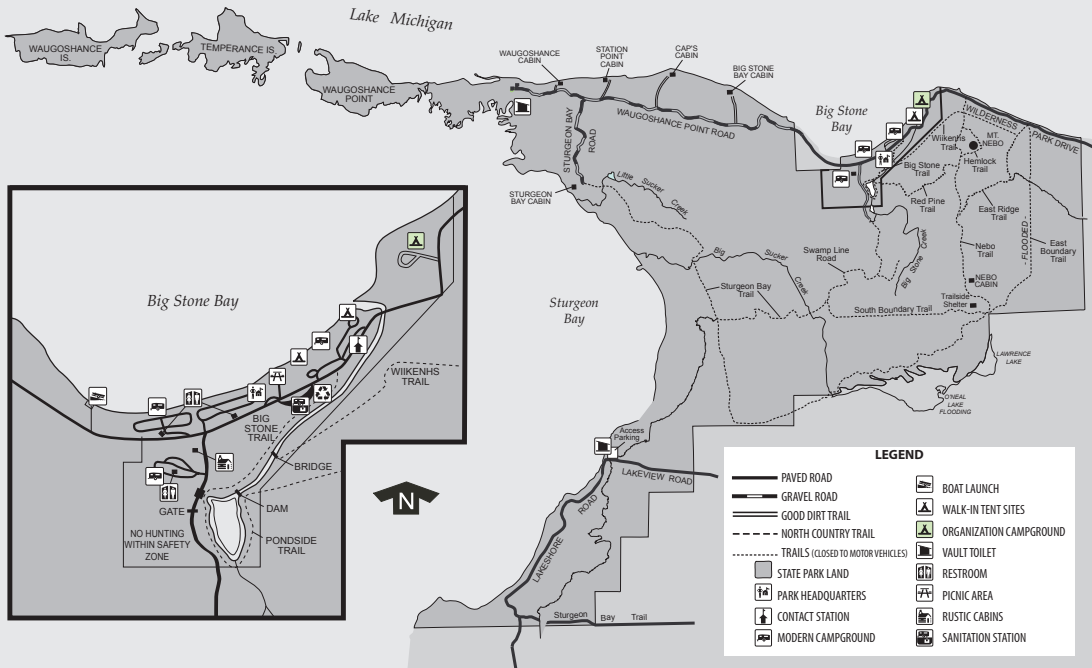 Lake Michigan
WAUGOSHANCE
IS.
TEMPERANCE IS.
WAUGOSHANCE
POINT
WAUGOSHANCE
CABIN
STATION
POINT
CABIN
CAP'S
CABIN
BIG STONE
BAY CABIN
WAUGOSHANCE POINT ROAD
STURGEON BAY
ROAD
STURGEON
BAY CABIN
Little Sucker
Creek
Big Stone
Bay
WILDERNESS PARK DRIVE
Wilkenhs
Trail
MT.
NEBO
Hemlock
Trail
Big Stone
Trail
Red Pine
Trail
East Ridge
Trail
- FLOODED -
East
Boundary
Trail
Nebo
Trail
NEBO
CABIN
Trailside
Shelter
Swamp Line
Road
Big Stone Creek
Big Sucker
Creek
Sturgeon Bay
Trail
South Boundary Trail
LAWRENCE
LAKE
O'NEAL
LAKE
FLOODING
Sturgeon
Bay
Access
Parking
LAKEVIEW ROAD
LAKESHORE ROAD
Sturgeon Bay Trail
Big Stone Bay
WIIKENHS
TRAIL
BIG
STONE
TRAIL
BRIDGE
DAM
GATE
PONDSIDE
TRAIL
NO HUNTING
WITHIN SAFETY
ZONE
N
LEGEND
PAVED ROAD
GRAVEL ROAD
GOOD DIRT TRAIL
NORTH COUNTRY TRAIL
TRAILS (CLOSED TO MOTOR VEHICLES)
STATE PARK LAND
PARK HEADQUARTERS
CONTACT STATION
MODERN CAMPGROUND
BOAT LAUNCH
WALK-IN TENT SITES
ORGANIZATION CAMPGROUND
VAULT TOILET
RESTROOM
PICNIC AREA
RUSTIC CABINS
SANITATION STATION